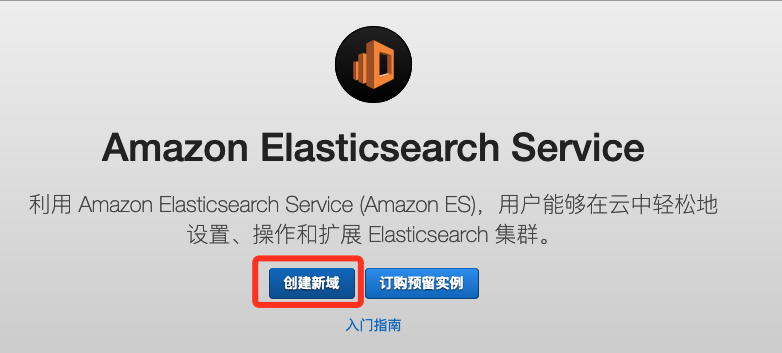 Amazon Elasticsearch Service
利用 Amazon Elasticsearch Service (Amazon ES)，用户能够在云中轻松地
设置、操作和扩展 Elasticsearch 集群。
创建新域 订购预留实例
入门指南